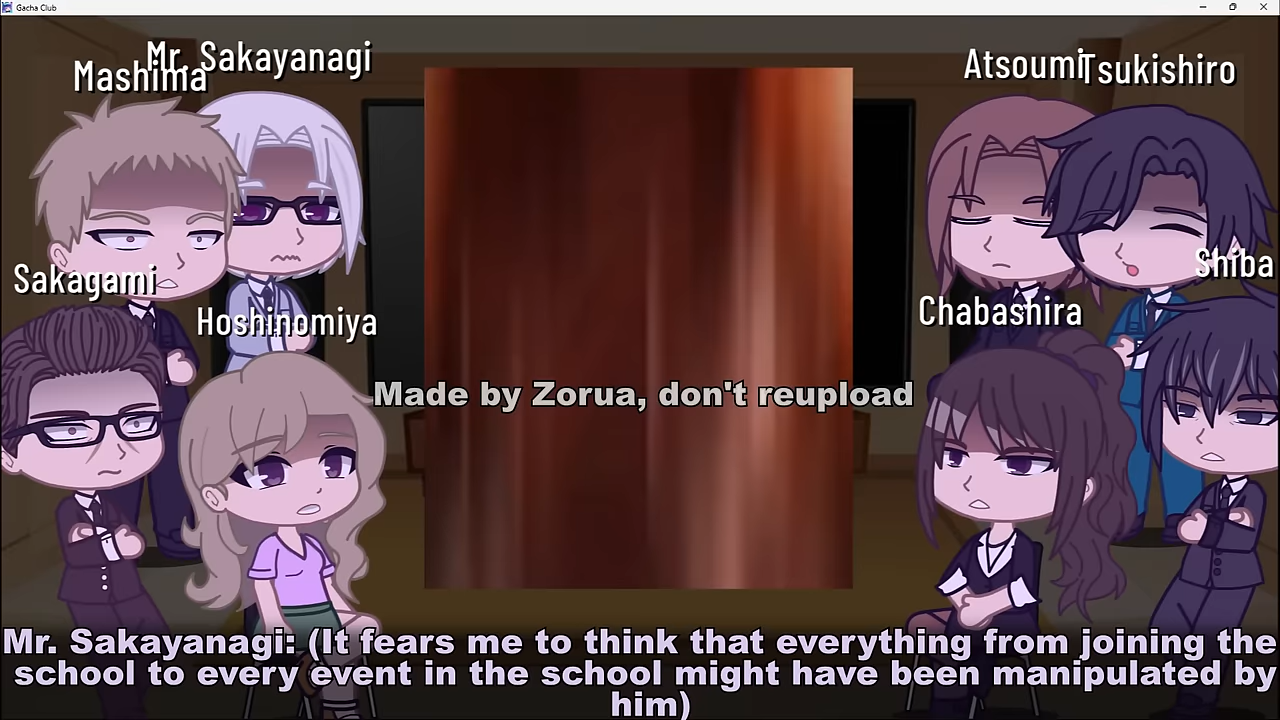 Gacha Club
Mr. Sakayanagi
Mashima
Atsoumi
Tsukishiro
Sakagami
Hoshinomiya
Chabashira
Shiba
Made by Zorua, don't reupload
Mr. Sakayanagi: (It fears me to think that everything from joining the
school to every event in the school might have been manipulated by
him)